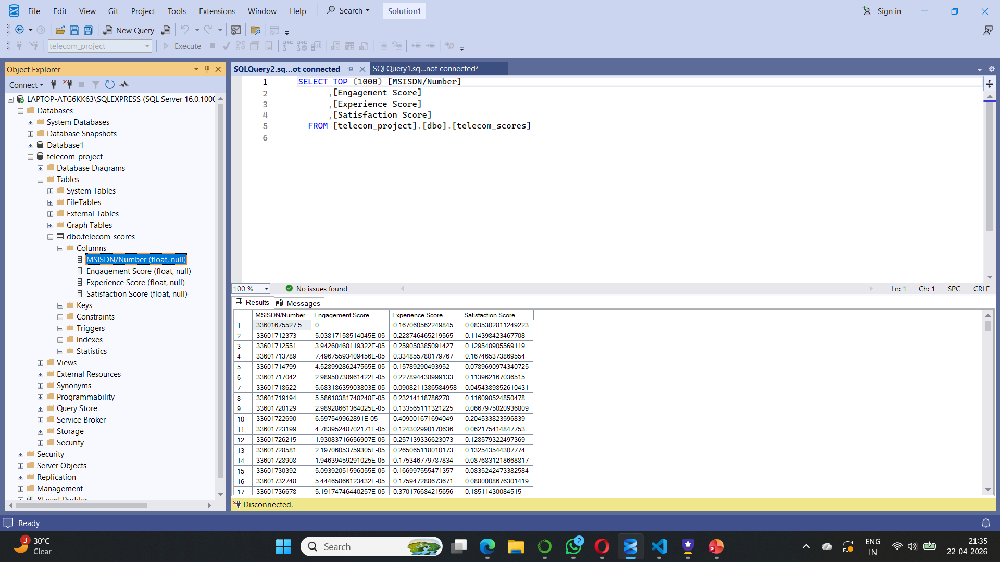 File Edit View Git Project Tools Extensions Window Help Search Solution1 Sign in
New Query
telecom_project Execute
Object Explorer
Connect
LAPTOP-ATG6KK63\SQLEXPRESS (SQL Server 16.0.1000
Databases
System Databases
Database Snapshots
Database1
telecom_project
Database Diagrams
Tables
System Tables
FileTables
External Tables
Graph Tables
dbo.telecom_scores
Columns
MSISDN/Number (float, null)
Engagement Score (float, null)
Experience Score (float, null)
Satisfaction Score (float, null)
Keys
Constraints
Triggers
Indexes
Statistics
Views
External Resources
Synonyms
Programmability
Query Store
Service Broker
Storage
Security
Security
Server Objects
Replication
Management
XEvent Profiler
SQLQuery2.sq...ot connected SQLQuery1.sq...not connected*
1 SELECT TOP (1000) [MSISDN/Number]
2 ,[Engagement Score]
3 ,[Experience Score]
4 ,[Satisfaction Score]
5 FROM [telecom_project].[dbo].[telecom_scores]
6
100 % No issues found Ln: 1 Ch: 1 SPC CRLF
Results Messages
MSISDN/Number Engagement Score Experience Score Satisfaction Score
1 33601675527.5 0 0.167060562249845 0.0835302811249223
2 33601712373 5.03817158514045E-05 0.228746465219565 0.114398423467708
3 33601712551 3.94260468119322E-05 0.259058385091427 0.129548905569119
4 33601713789 7.49675593409456E-05 0.334855780179767 0.167465373869554
5 33601714799 4.52899286247565E-05 0.15789290493952 0.0789690974340725
6 33601717042 2.98950738961422E-05 0.227894438999133 0.113962167036515
7 33601718622 5.68318635903803E-05 0.0908211386584958 0.0454389852610431
8 33601719194 5.58618381748248E-05 0.23214118786278 0.116098524850478
9 33601720129 2.98928661364025E-05 0.133565111321225 0.0667975020936809
10 33601722690 6.597549962891E-05 0.409001671694049 0.204533823596839
11 33601723199 4.78395248702171E-05 0.124302990170636 0.062175414847753
12 33601726215 1.93083716656907E-05 0.257139336623073 0.128579322497369
13 33601728581 2.19706053759305E-05 0.265065118010173 0.132543544307774
14 33601728908 1.94639459291025E-05 0.175346779787834 0.0876831218668817
15 33601730392 5.09392051596055E-05 0.166997555471357 0.0835242473382584
16 33601732748 5.44465866123432E-05 0.175947288673671 0.0880008676301419
17 33601736678 5.19174746440257E-05 0.370176684215656 0.18511430084515
Disconnected.
Ready
3
30°C
Clear
Search
2
ENG
IN
21:35
22-04-2026